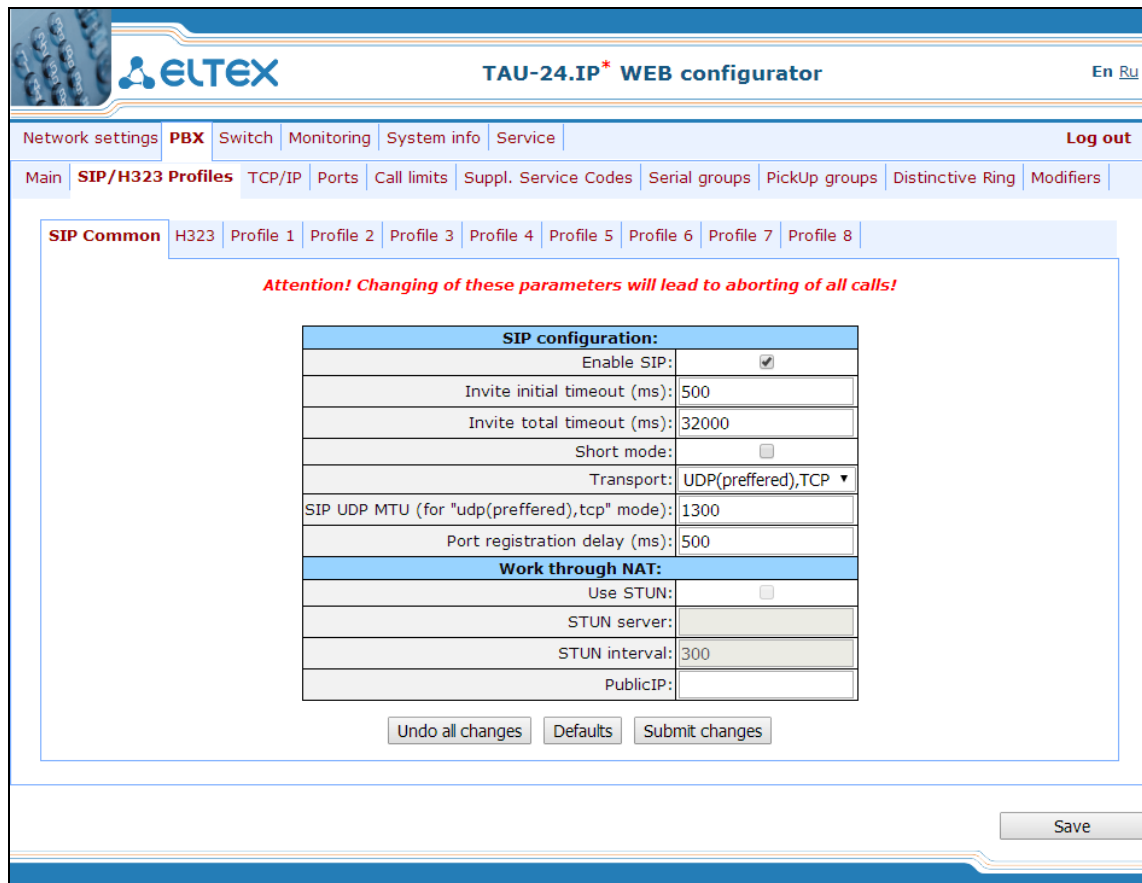 ELTEX
TAU-24.IP* WEB configurator
En Ru
Network settings PBX Switch Monitoring System info Service Log out
Main SIP/H323 Profiles TCP/IP Ports Call limits Suppl. Service Codes Serial groups PickUp groups Distinctive Ring Modifiers
SIP Common H323 Profile 1 Profile 2 Profile 3 Profile 4 Profile 5 Profile 6 Profile 7 Profile 8
Attention! Changing of these parameters will lead to aborting of all calls!
SIP configuration:
Enable SIP:
Invite initial timeout (ms): 500
Invite total timeout (ms): 32000
Short mode:
Transport: UDP(preffered),TCP
SIP UDP MTU (for "udp(preffered),tcp" mode): 1300
Port registration delay (ms): 500
Work through NAT:
Use STUN:
STUN server:
STUN interval: 300
PublicIP:
Undo all changes Defaults Submit changes
Save